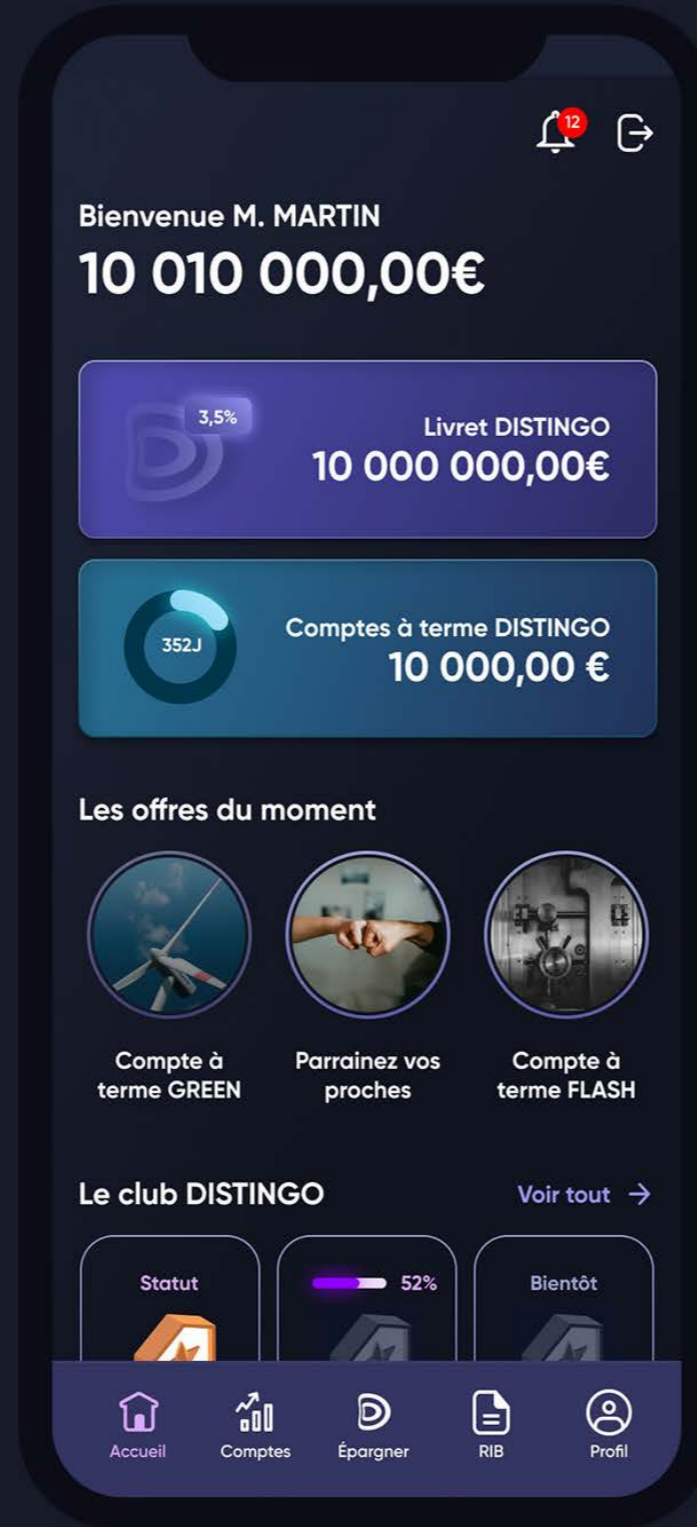 12
Bienvenue M. MARTIN
10 010 000,00€
3,5%
Livret DISTINGO
10 000 000,00€
352J
Comptes à terme DISTINGO
10 000,00 €
Les offres du moment
Compte à
terme GREEN
Parrainez vos
proches
Compte à
terme FLASH
Le club DISTINGO
Voir tout →
Statut
52%
Bientôt
Accueil
Comptes
Épargner
RIB
Profil